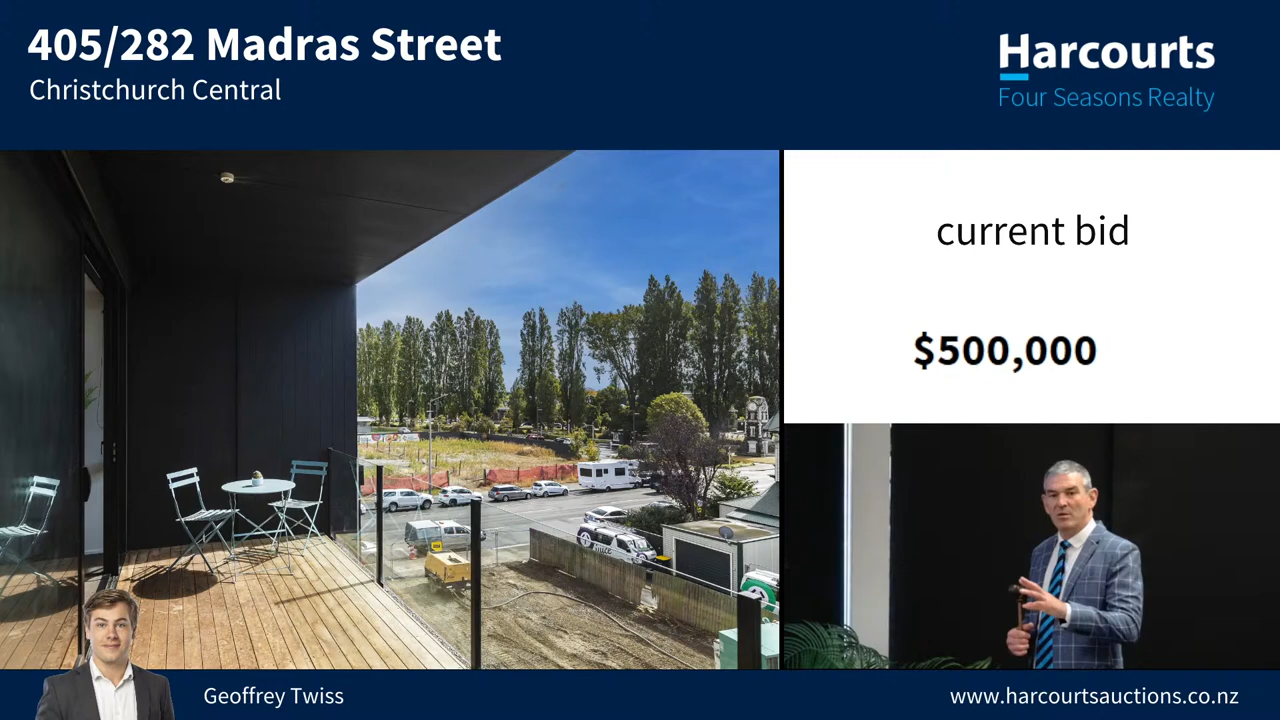 405/282 Madras Street
Christchurch Central
Harcourts
Four Seasons Realty
current bid
$500,000
Geoffrey Twiss
www.harcourtsauctions.co.nz